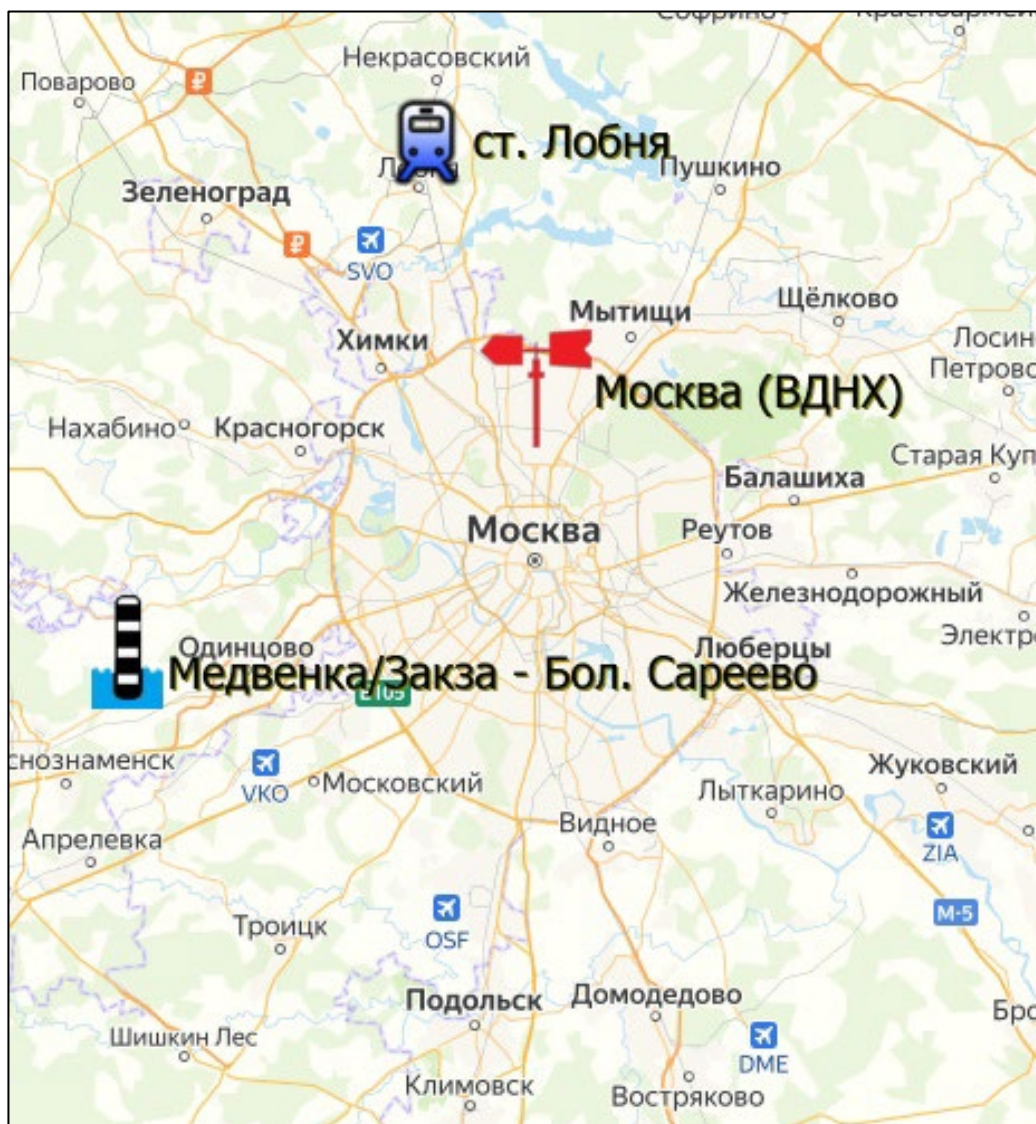 Софрино
Красноарме
Некрасовский
Поварово
ст. Лобня
Пушкино
Зеленоград
SVO
Щёлково
Мытищи
Химки
Лосин
Петрово
Москва (ВДНХ)
Нахабино
Красногорск
Старая Куп
Балашиха
Москва
Реутов
Железнодорожный
Электро
Одинцово
Люберцы
Медвенка/Закза - Бол. Сареево
E105
снознаменск
Жуковский
VKO
Московский
Лыткарино
Видное
Апрелевка
ZIA
OSF
М-5
Троицк
Подольск
Домодедово
Бро
Шишкин Лес
DME
Климовск
Востряково